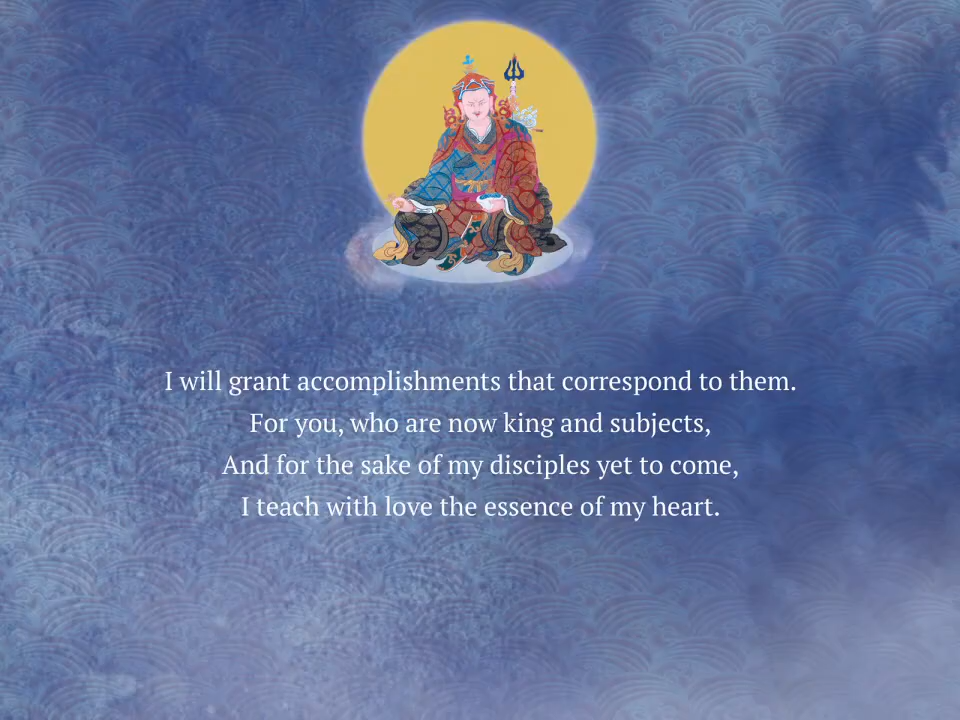 I will grant accomplishments that correspond to them.
For you, who are now king and subjects,
And for the sake of my disciples yet to come,
I teach with love the essence of my heart.